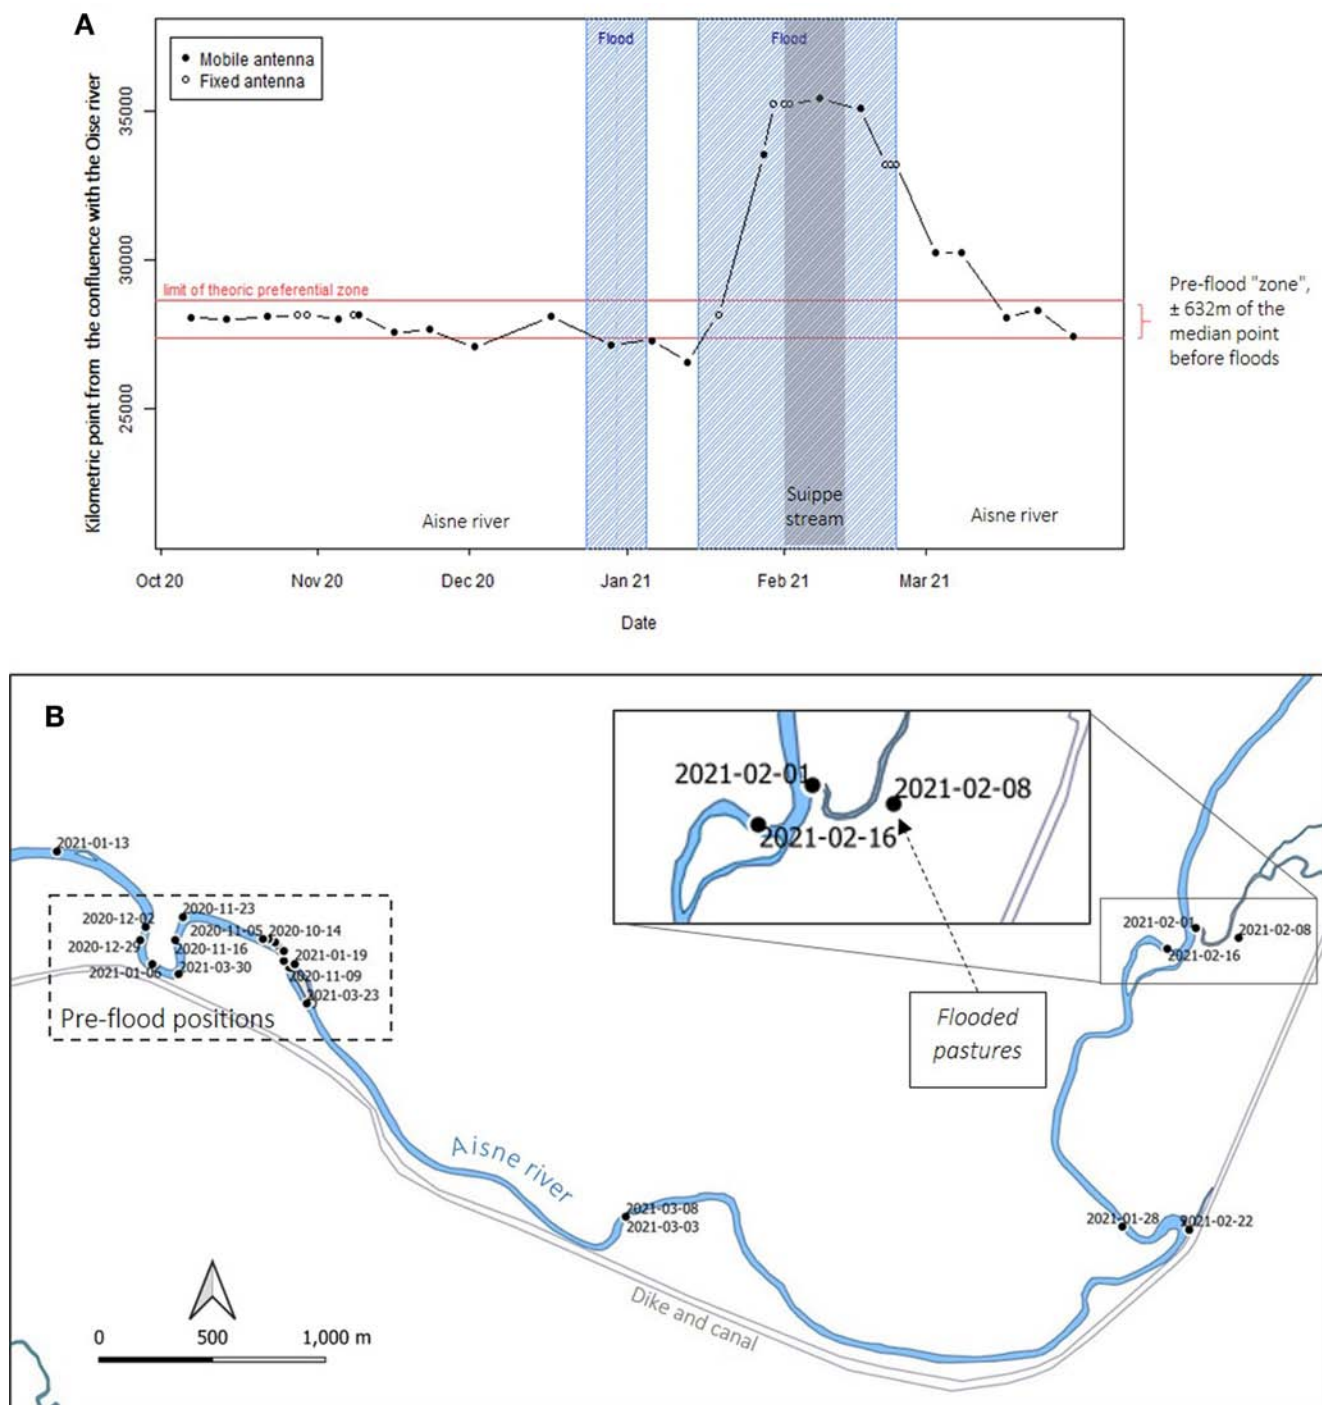 A
Mobile antenna
Fixed antenna
Flood
Flood
Kilometric point from the confluence with the Oise river
35000
30000
25000
limit of theoric preferential zone
Pre-flood "zone",
± 632m of the
median point
before floods
Aisne river
Suippe
stream
Aisne river
Oct 20
Nov 20
Dec 20
Jan 21
Feb 21
Mar 21
Date
B
2021-02-01
2021-02-08
2021-02-16
2021-01-13
2020-11-23
2020-12-02
2020-11-05
2020-10-14
2020-12-29
2020-11-16
2021-01-19
2021-01-06
2021-03-30
2020-11-09
2021-03-23
Pre-flood positions
2021-02-01
2021-02-08
2021-02-16
Flooded
pastures
Aisne river
2021-03-08
2021-03-03
2021-01-28
2021-02-22
Dike and canal
0 500 1,000 m